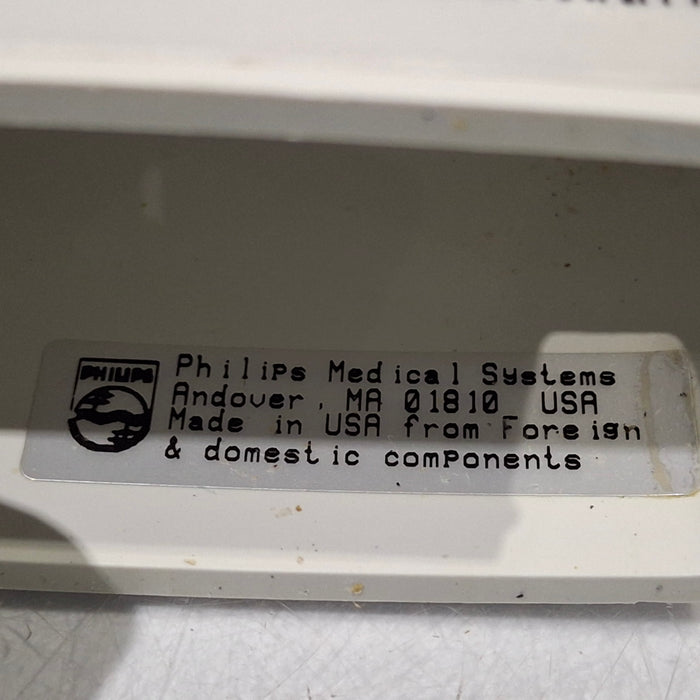 PHILIPS
Philips Medical Systems
Andover, MA 01810 USA
Made in USA from Foreign
& domestic components